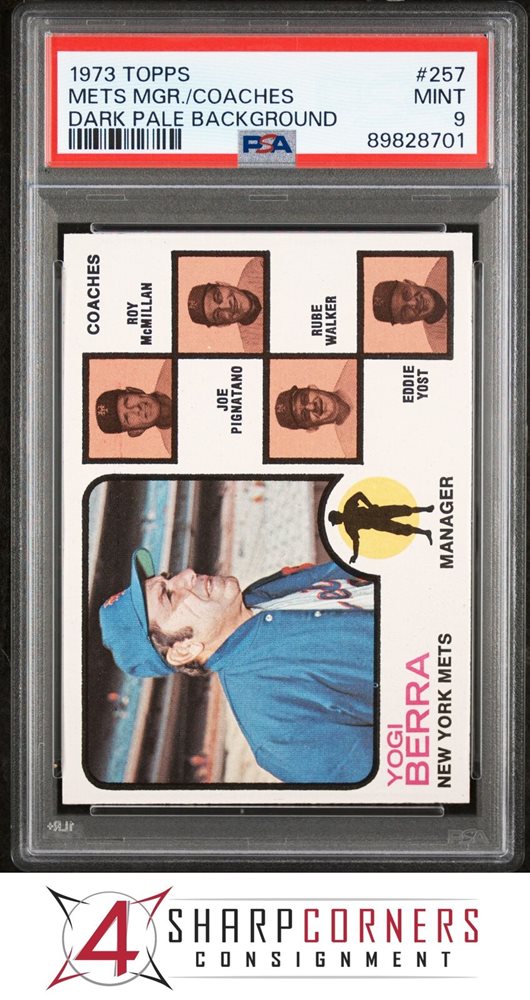 1973 TOPPS #257
METS MGR./COACHES MINT
DARK PALE BACKGROUND 9
PSA 89828701
COACHES
ROY
McMILLAN
RUBE
WALKER
JOE
PIGNATANO
EDDIE
YOST
MANAGER
YOGI
BERRA
NEW YORK METS
PSA
4
SHARPCORNERS
CONSIGNMENT